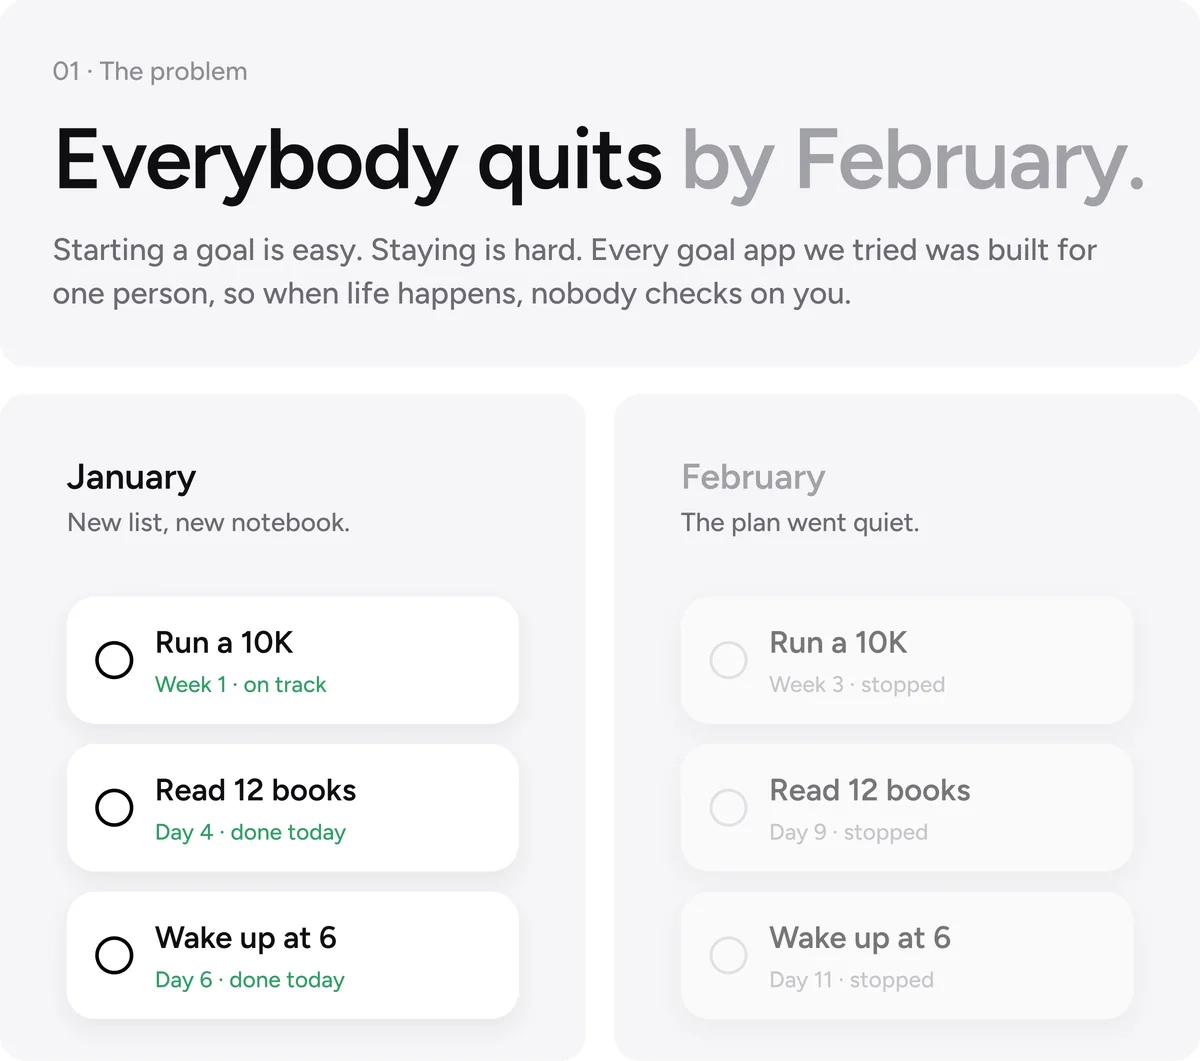 01 · The problem
Everybody quits by February.
Starting a goal is easy. Staying is hard. Every goal app we tried was built for
one person, so when life happens, nobody checks on you.
January
New list, new notebook.
Run a 10K
Week 1 · on track
Read 12 books
Day 4 · done today
Wake up at 6
Day 6 · done today
February
The plan went quiet.
Run a 10K
Week 3 · stopped
Read 12 books
Day 9 · stopped
Wake up at 6
Day 11 · stopped